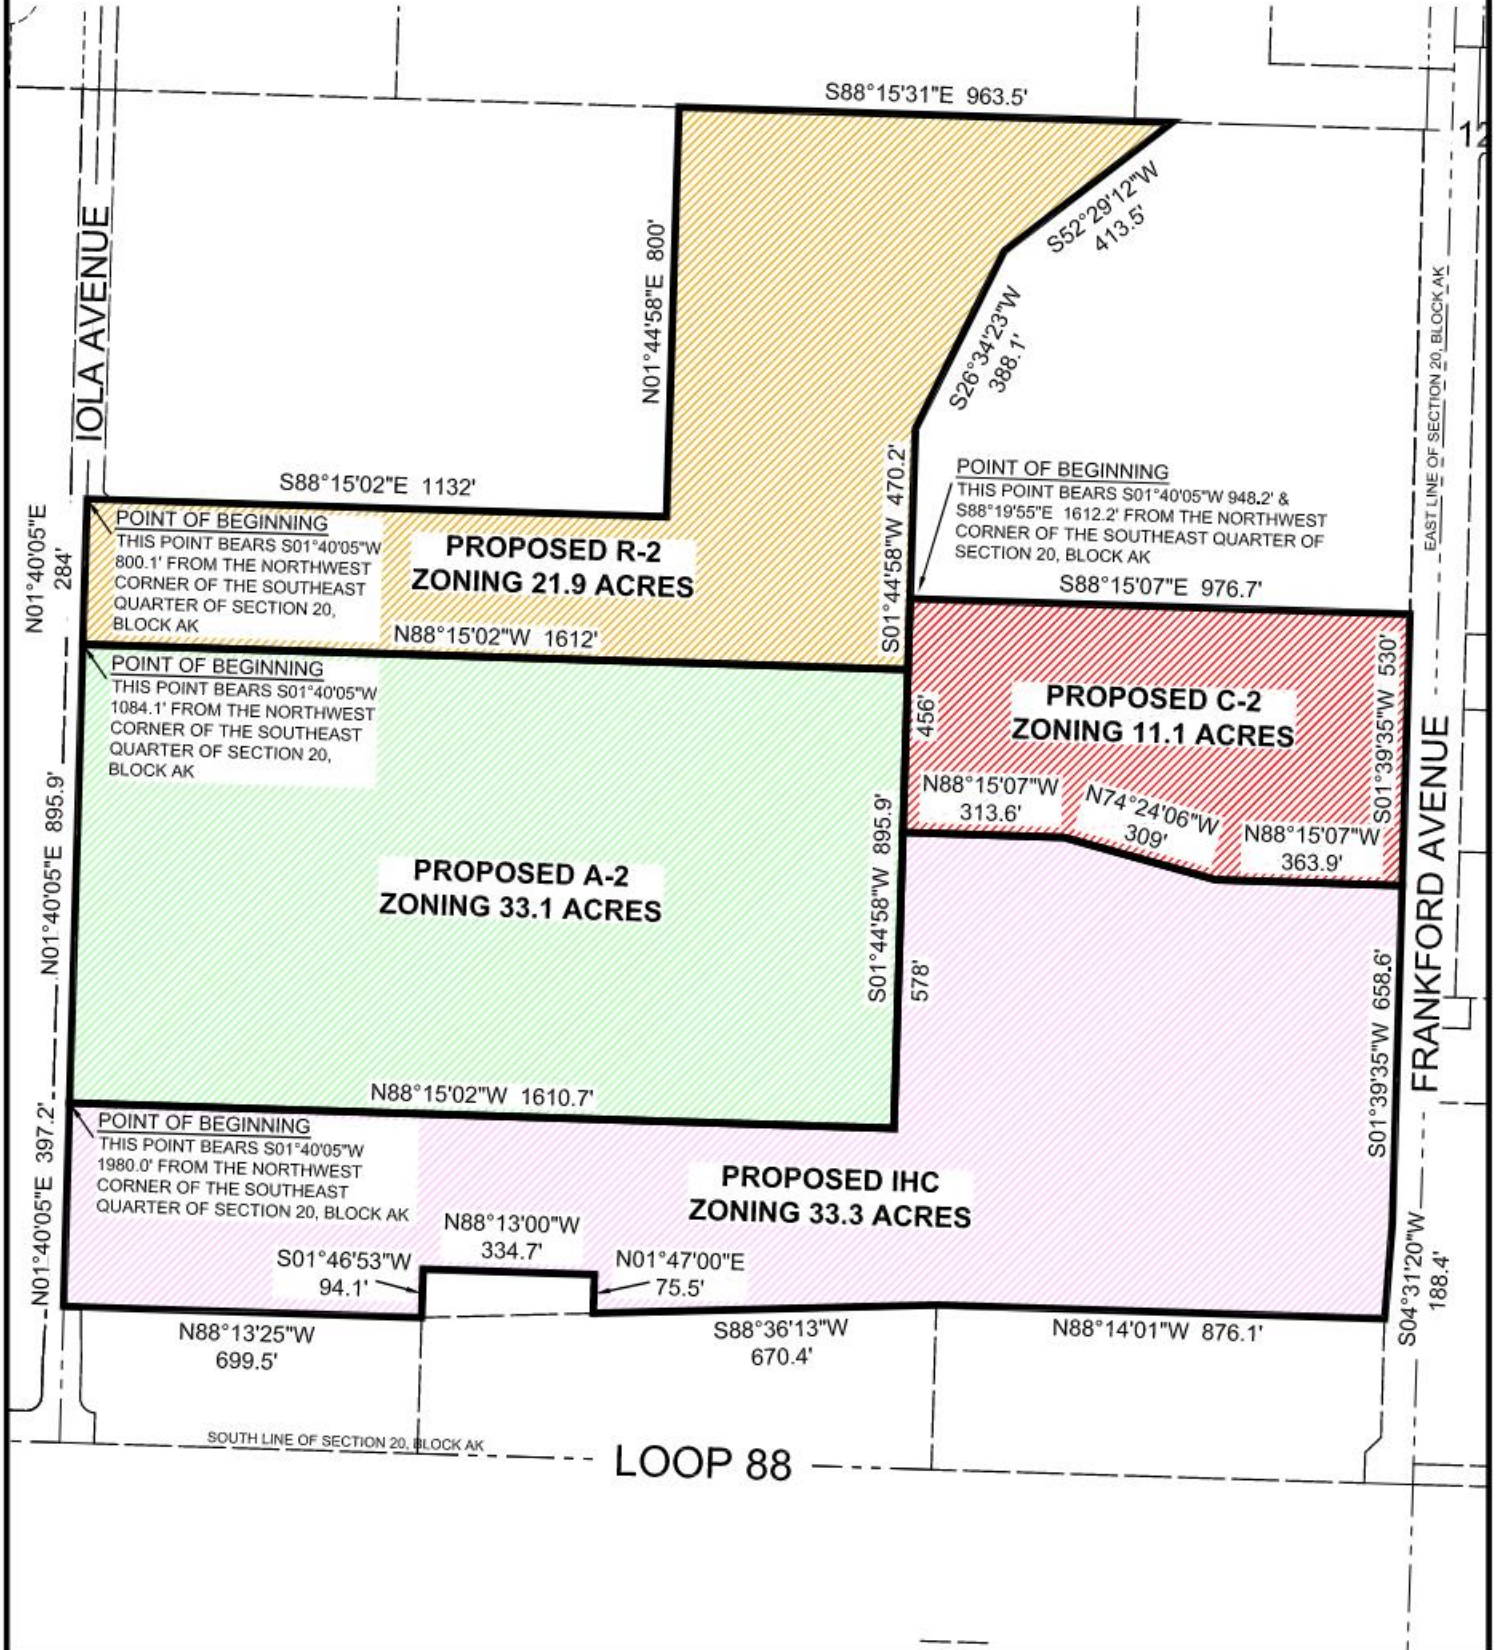 S88°15'31"E 963.5'
12
IOLA AVENUE
N01°44'58"E 800'
S52°29'12"W
413.5'
S26°34'23"W
388.1'
EAST LINE OF SECTION 20, BLOCK AK
S88°15'02"E 1132'
N01°40'05"E
284'
POINT OF BEGINNING
THIS POINT BEARS S01°40'05"W
800.1' FROM THE NORTHWEST
CORNER OF THE SOUTHEAST
QUARTER OF SECTION 20,
BLOCK AK
PROPOSED R-2
ZONING 21.9 ACRES
S01°44'58"W 470.2'
POINT OF BEGINNING
THIS POINT BEARS S01°40'05"W 948.2' &
S88°19'55"E 1612.2' FROM THE NORTHWEST
CORNER OF THE SOUTHEAST QUARTER OF
SECTION 20, BLOCK AK
S88°15'07"E 976.7'
N88°15'02"W 1612'
POINT OF BEGINNING
THIS POINT BEARS S01°40'05"W
1084.1' FROM THE NORTHWEST
CORNER OF THE SOUTHEAST
QUARTER OF SECTION 20,
BLOCK AK
456'
PROPOSED C-2
ZONING 11.1 ACRES
S01°39'35"W 530'
N88°15'07"W
313.6'
N74°24'06"W
309'
N88°15'07"W
363.9'
FRANKFORD AVENUE
N01°40'05"E 895.9'
PROPOSED A-2
ZONING 33.1 ACRES
S01°44'58"W 895.9'
578'
S01°39'35"W 658.6'
N88°15'02"W 1610.7'
N01°40'05"E 397.2'
POINT OF BEGINNING
THIS POINT BEARS S01°40'05"W
1980.0' FROM THE NORTHWEST
CORNER OF THE SOUTHEAST
QUARTER OF SECTION 20, BLOCK AK
PROPOSED IHC
ZONING 33.3 ACRES
S01°46'53"W
94.1'
N88°13'00"W
334.7'
N01°47'00"E
75.5'
S04°31'20"W
188.4'
N88°13'25"W
699.5'
S88°36'13"W
670.4'
N88°14'01"W 876.1'
SOUTH LINE OF SECTION 20, BLOCK AK
LOOP 88